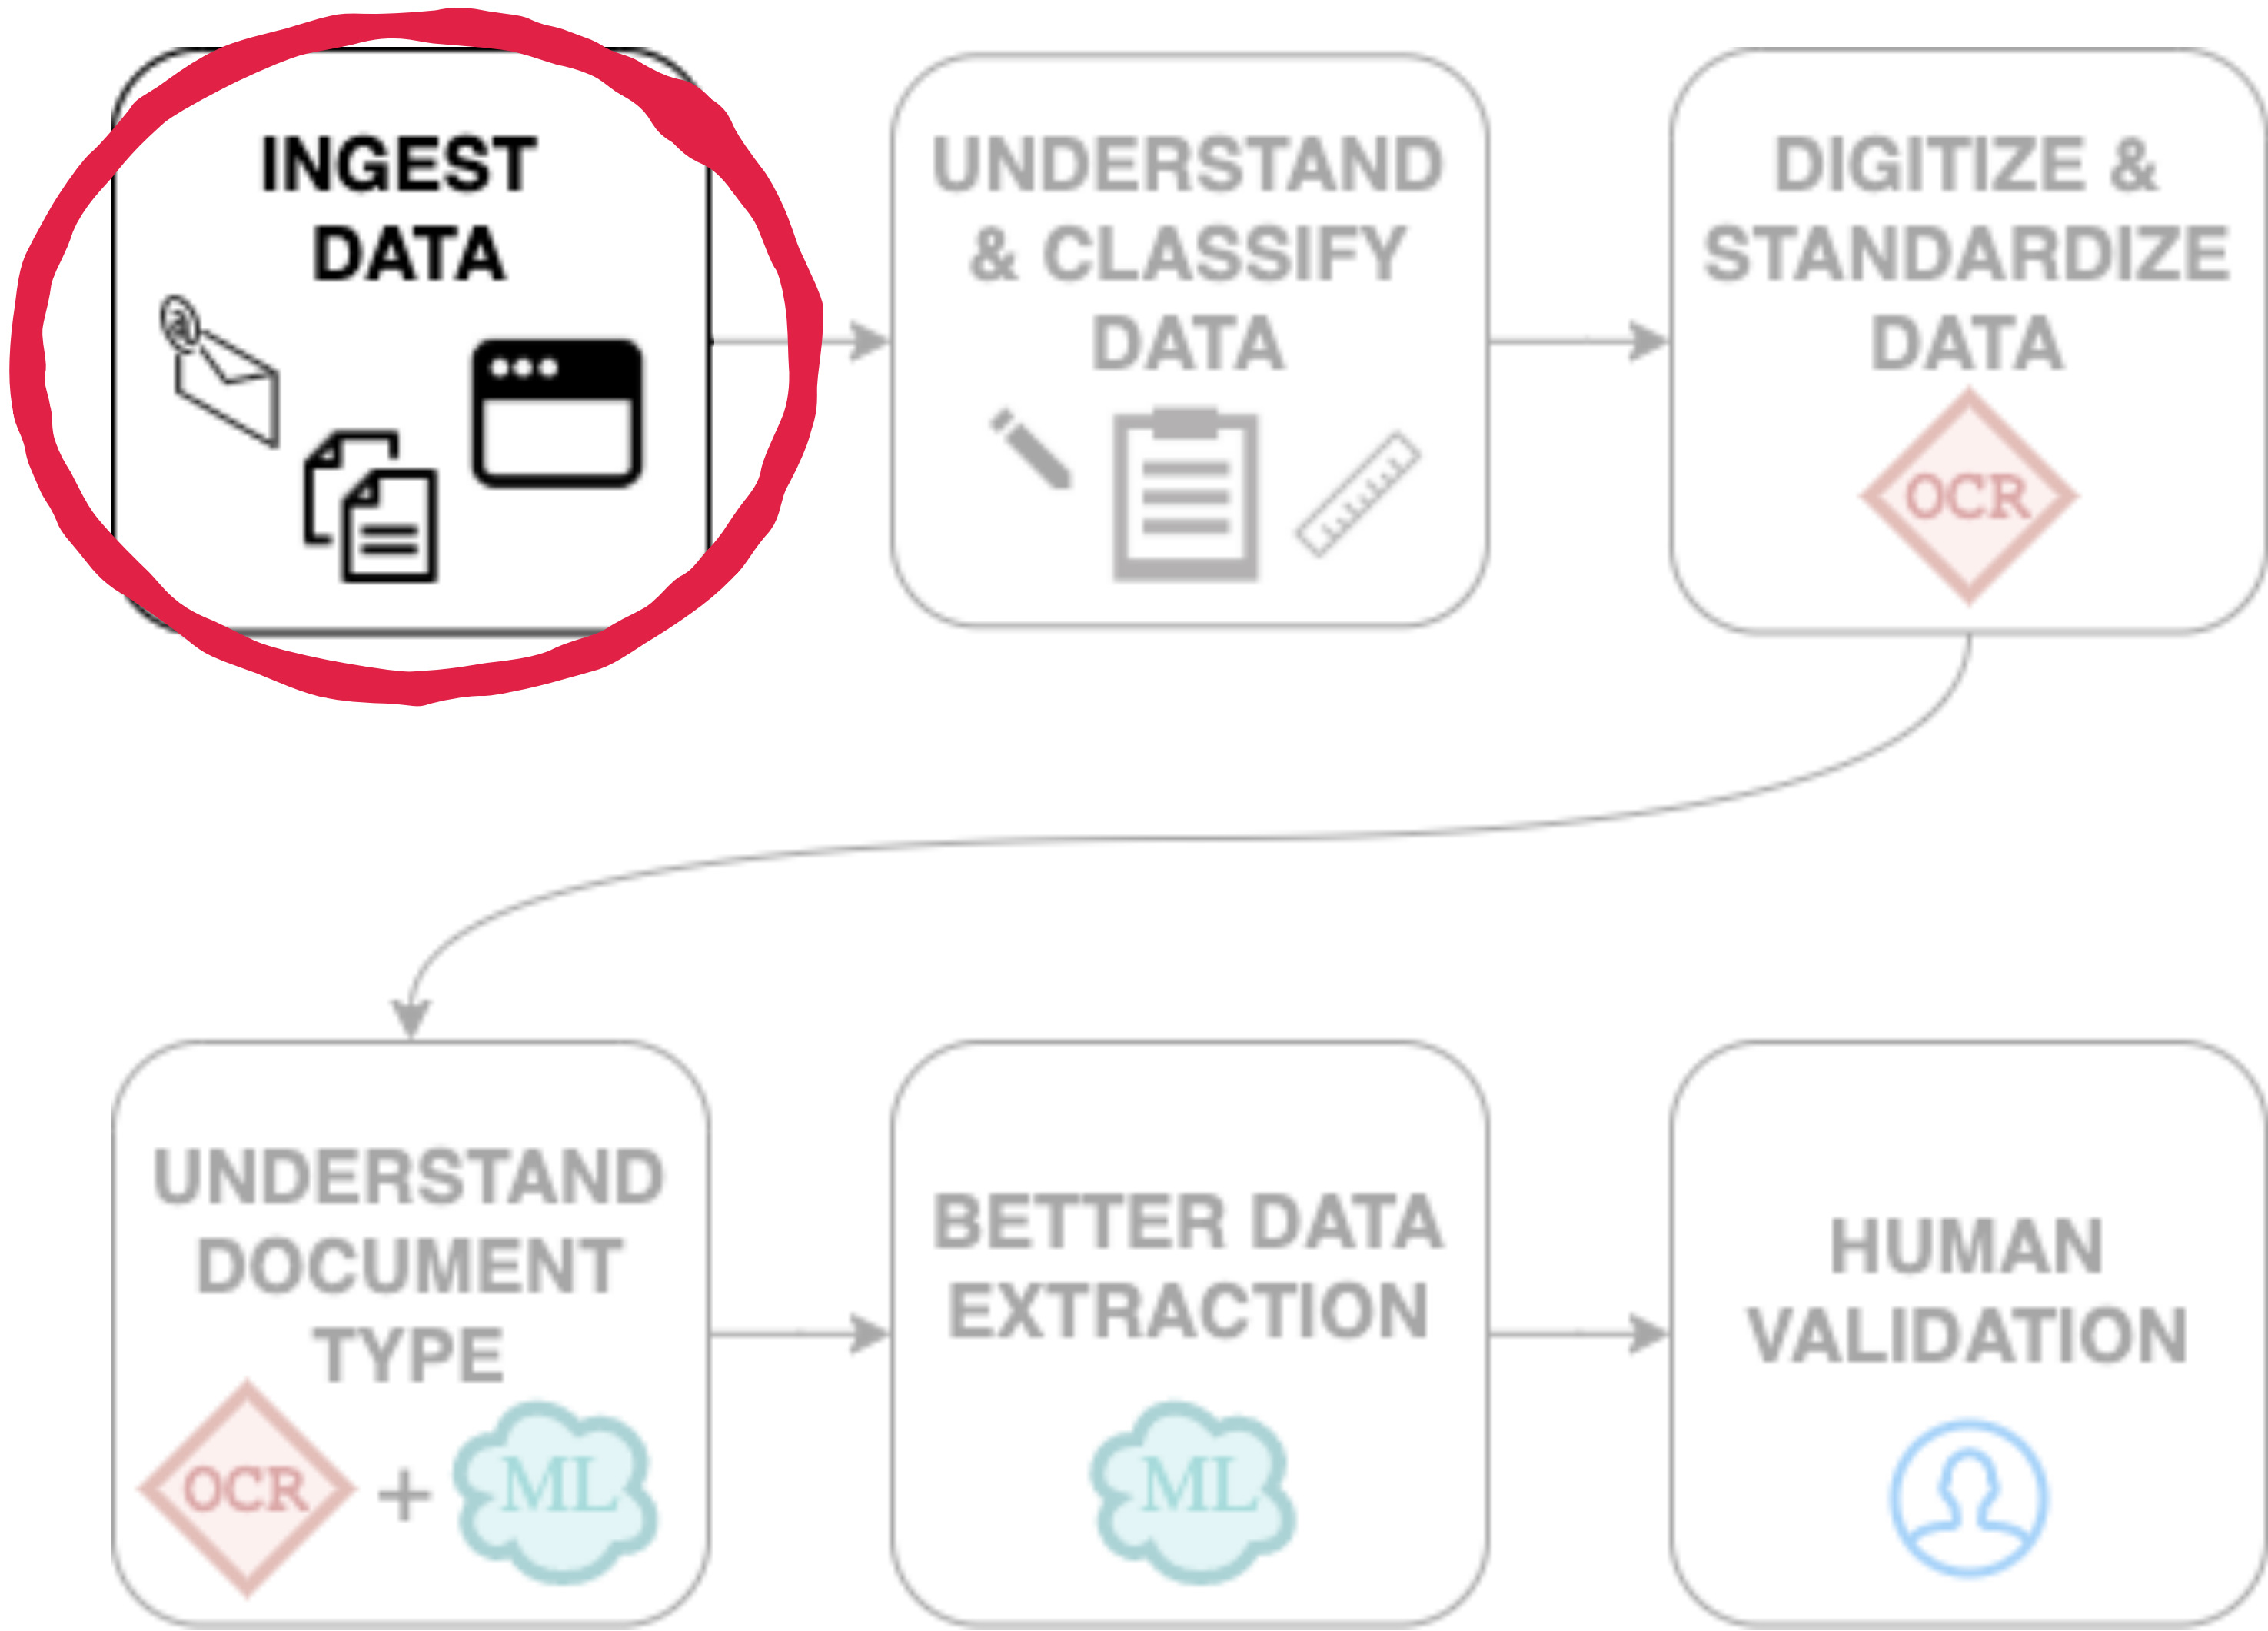 INGEST
DATA
UNDERSTAND
& CLASSIFY
DATA
DIGITIZE &
STANDARDIZE
DATA
OCR
UNDERSTAND
DOCUMENT
TYPE
OCR + ML
BETTER DATA
EXTRACTION
ML
HUMAN
VALIDATION